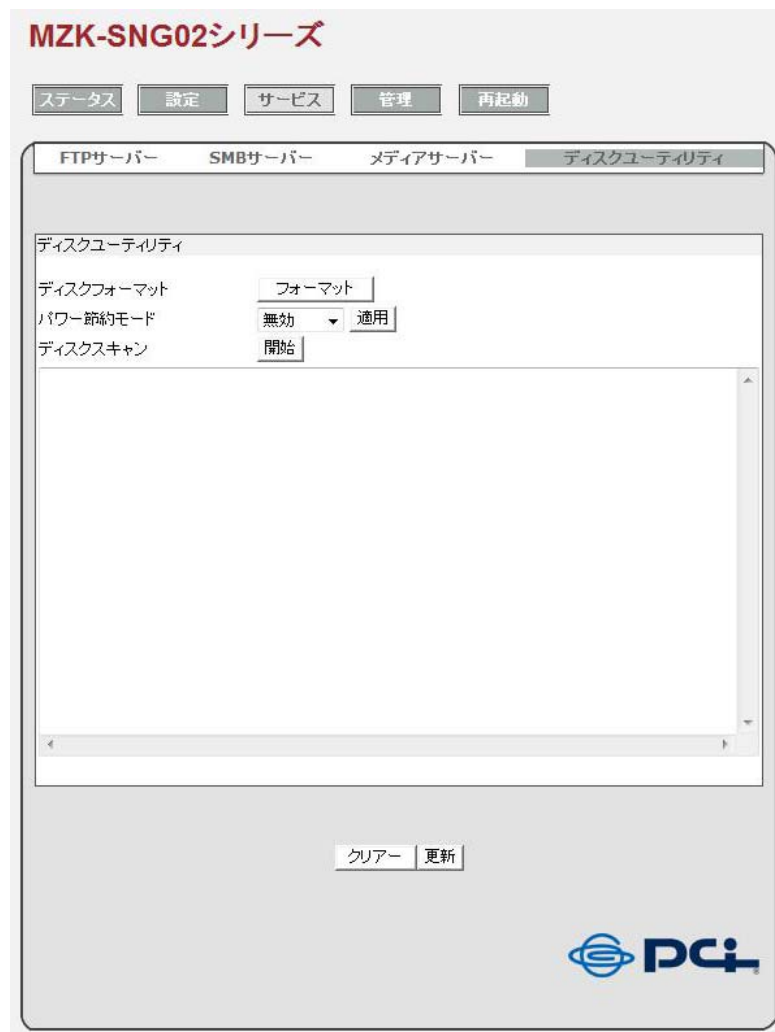 MZK-SNG02シリーズ
ステータス 設定 サービス 管理 再起動
FTPサーバー SMBサーバー メディアサーバー ディスクユーティリティ
ディスクユーティリティ
ディスクフォーマット フォーマット
パワー節約モード 無効 適用
ディスクスキャン 開始
クリアー 更新
PCi